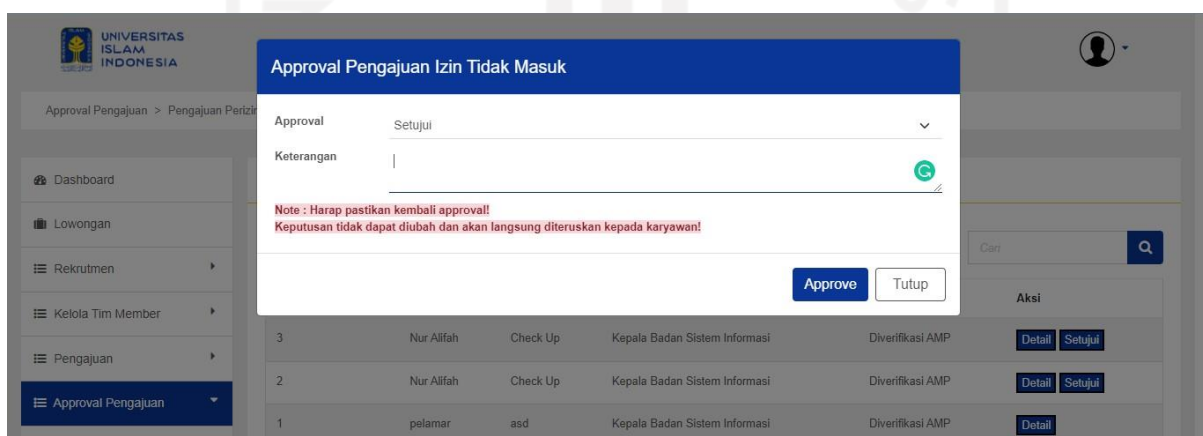 UNIVERSITAS
ISLAM
INDONESIA
Approval Pengajuan > Pengajuan
Approval Pengajuan Izin Tidak Masuk
Approval Setujui
Keterangan
Note : Harap pastikan kembali approval!
Keputusan tidak dapat diubah dan akan langsung diteruskan kepada karyawan!
Approve Tutup
Dashboard
Lowongan
Rekrutmen
Kelola Tim Member
Pengajuan
Approval Pengajuan
Cari
Aksi
3 Nur Alifah Check Up Kepala Badan Sistem Informasi Diverifikasi AMP Detail Setujui
2 Nur Alifah Check Up Kepala Badan Sistem Informasi Diverifikasi AMP Detail Setujui
1 pelamar asd Kepala Badan Sistem Informasi Diverifikasi AMP Detail